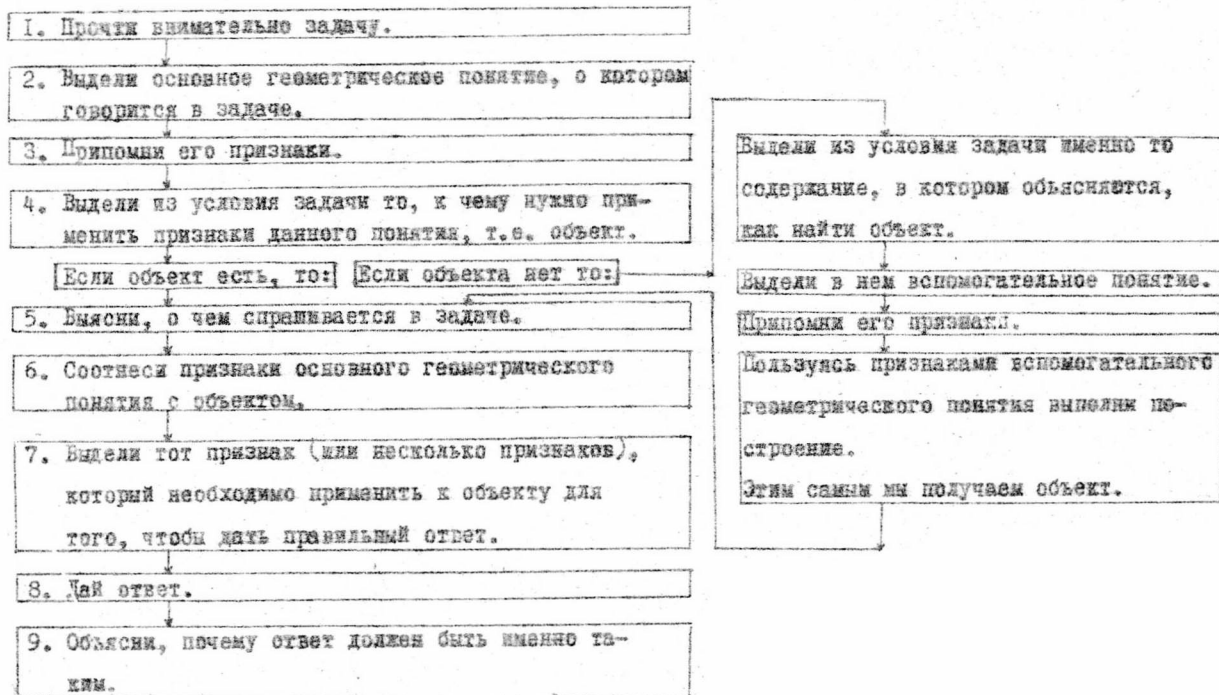 1. Прочти внимательно задачу.
2. Выдели основное геометрическое понятие, о котором
говорится в задаче.
3. Припомни его признаки.
4. Выдели из условия задачи то, к чему нужно при-
менить признаки данного понятия, т.е. объект.
Если объект есть, то: Если объекта нет то:
5. Выясни, о чем спрашивается в задаче.
6. Соотнеси признаки основного геометрического
понятия с объектом.
7. Выдели тот признак (или несколько признаков),
который необходимо применить к объекту для
того, чтобы дать правильный ответ.
8. Дай ответ.
9. Объясни, почему ответ должен быть именно та-
ким.
Выдели из условия задачи именно то
содержание, в котором объясняются,
как найти объект.
Выдели в нем вспомогательное понятие.
Припомни его признаки.
Пользуясь признаками вспомогательного
геометрического понятия выполни по-
строение.
Этим самым мы получаем объект.